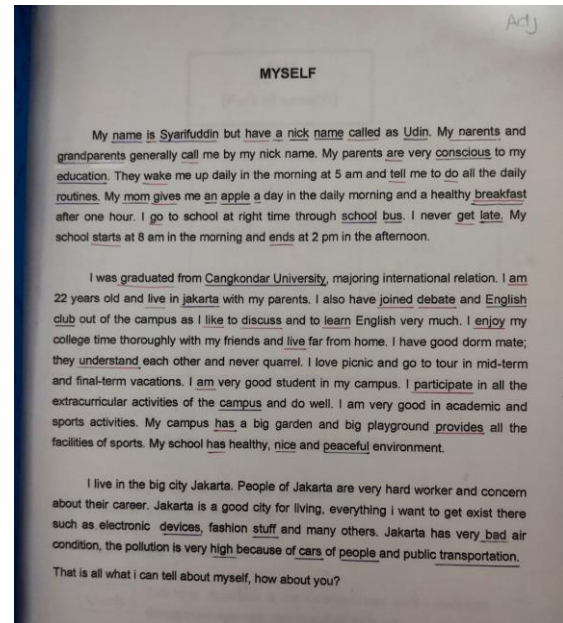 Adj
MYSELF
My name is Syarifuddin but have a nick name called as Udin. My narents and
grandparents generally call me by my nick name. My parents are very conscious to my
education. They wake me up daily in the morning at 5 am and tell me to do all the daily
routines. My mom gives me an apple a day in the daily morning and a healthy breakfast
after one hour. I go to school at right time through school bus. I never get late. My
school starts at 8 am in the morning and ends at 2 pm in the afternoon.
I was graduated from Cangkondar University, majoring international relation. I am
22 years old and live in jakarta with my parents. I also have joined debate and English
club out of the campus as I like to discuss and to learn English very much. I enjoy my
college time thoroughly with my friends and live far from home. I have good dorm mate;
they understand each other and never quarrel. I love picnic and go to tour in mid-term
and final-term vacations. I am very good student in my campus. I participate in all the
extracurricular activities of the campus and do well. I am very good in academic and
sports activities. My campus has a big garden and big playground provides all the
facilities of sports. My school has healthy, nice and peaceful environment.
I live in the big city Jakarta. People of Jakarta are very hard worker and concern
about their career. Jakarta is a good city for living, everything i want to get exist there
such as electronic devices, fashion stuff and many others. Jakarta has very bad air
condition, the pollution is very high because of cars of people and public transportation.
That is all what i can tell about myself, how about you?